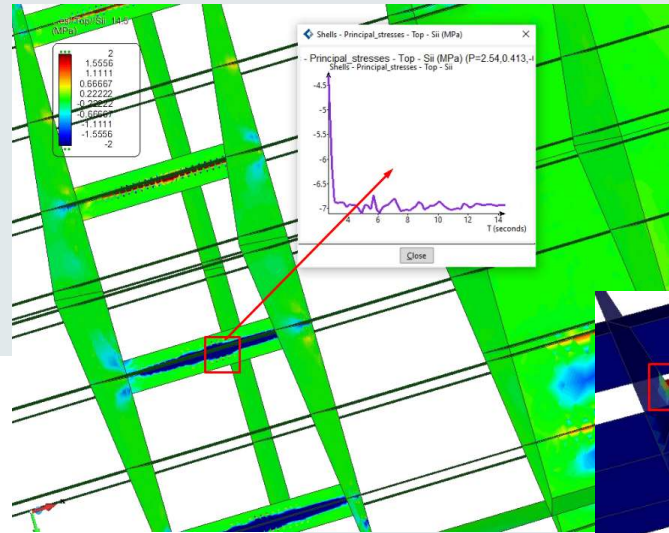 Top
Sii
(MPa)
2
1.5556
1.1111
0.66667
0.22222
-0.22222
-0.66667
-1.1111
-1.5556
-2
Shells - Principal_stresses - Top - Sii (MPa)
- Principal_stresses - Top - Sii (MPa) (P=2.54,0.413,-
Shells - Principal_stresses - Top - Sii
-4.5
-5
-5.5
-6
-6.5
-7
4 6 8 10 12 14
T (seconds)
Close